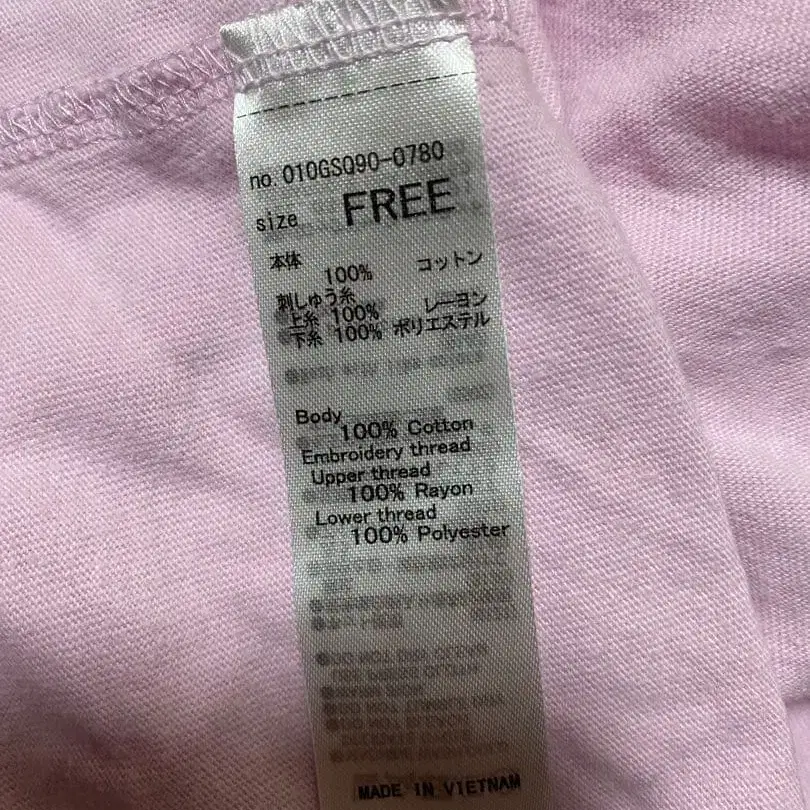 no. 010GSQ90-0780
size FREE
本体
100% コットン
刺しゅう糸
上糸 100% レーヨン
下糸 100% ポリエステル
Body
100% Cotton
Embroidery thread
Upper thread
100% Rayon
Lower thread
100% Polyester
MADE IN VIETNAM